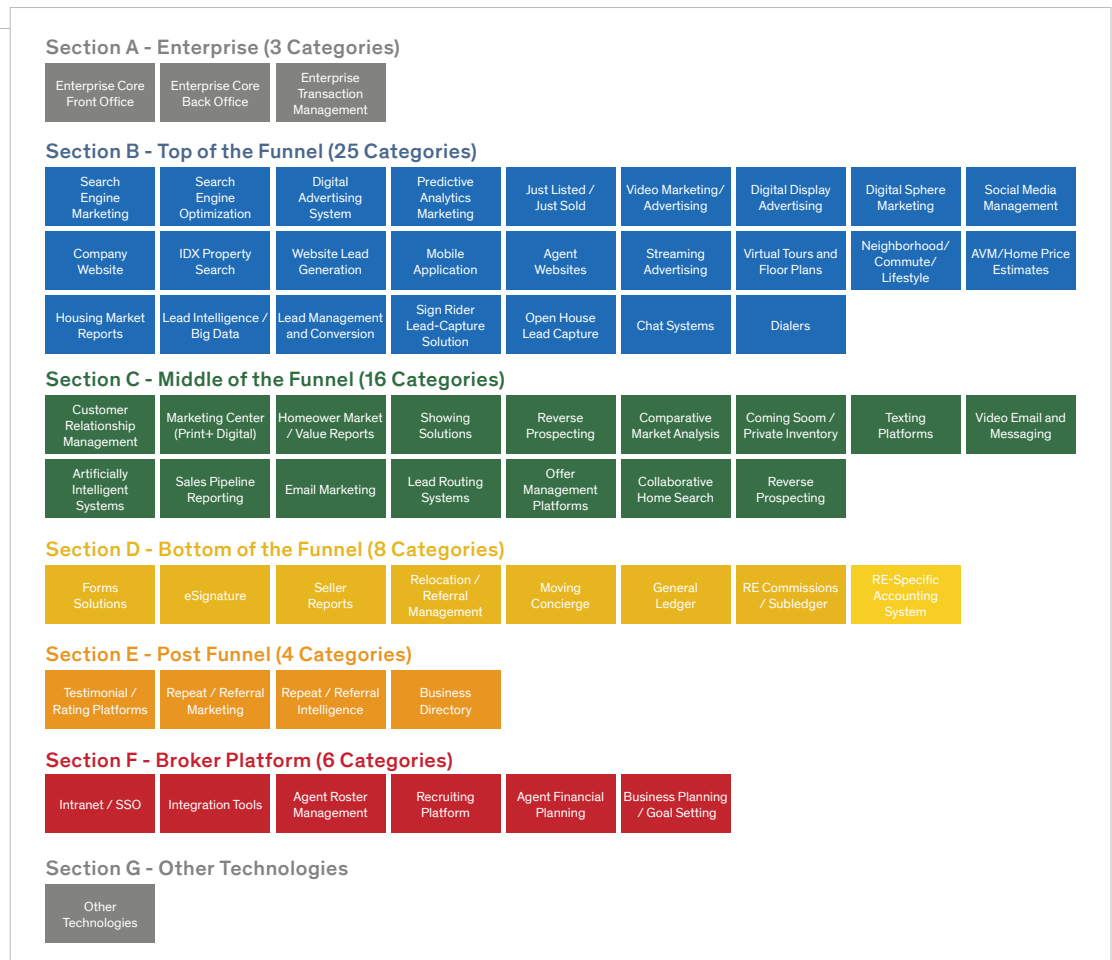 Section A - Enterprise (3 Categories)
Enterprise Core
Front Office
Enterprise Core
Back Office
Enterprise
Transaction
Management
Section B - Top of the Funnel (25 Categories)
Search
Engine
Marketing
Search
Engine
Optimization
Digital
Advertising
System
Predictive
Analytics
Marketing
Just Listed /
Just Sold
Video Marketing/
Advertising
Digital Display
Advertising
Digital Sphere
Marketing
Social Media
Management
Company
Website
IDX Property
Search
Website Lead
Generation
Mobile
Application
Agent
Websites
Streaming
Advertising
Virtual Tours and
Floor Plans
Neighborhood/
Commute/
Lifestyle
AVM/Home Price
Estimates
Housing Market
Reports
Lead Intelligence /
Big Data
Lead Management
and Conversion
Sign Rider
Lead-Capture
Solution
Open House
Lead Capture
Chat Systems
Dialers
Section C - Middle of the Funnel (16 Categories)
Customer
Relationship
Management
Marketing Center
(Print+ Digital)
Homeower Market
/ Value Reports
Showing
Solutions
Reverse
Prospecting
Comparative
Market Analysis
Coming Soom /
Private Inventory
Texting
Platforms
Video Email and
Messaging
Artificially
Intelligent
Systems
Sales Pipeline
Reporting
Email Marketing
Lead Routing
Systems
Offer
Management
Platforms
Collaborative
Home Search
Reverse
Prospecting
Section D - Bottom of the Funnel (8 Categories)
Forms
Solutions
eSignature
Seller
Reports
Relocation /
Referral
Management
Moving
Concierge
General
Ledger
RE Commissions
/ Subledger
RE-Specific
Accounting
System
Section E - Post Funnel (4 Categories)
Testimonial /
Rating Platforms
Repeat / Referral
Marketing
Repeat / Referral
Intelligence
Business
Directory
Section F - Broker Platform (6 Categories)
Intranet / SSO
Integration Tools
Agent Roster
Management
Recruiting
Platform
Agent Financial
Planning
Business Planning
/ Goal Setting
Section G - Other Technologies
Other
Technologies